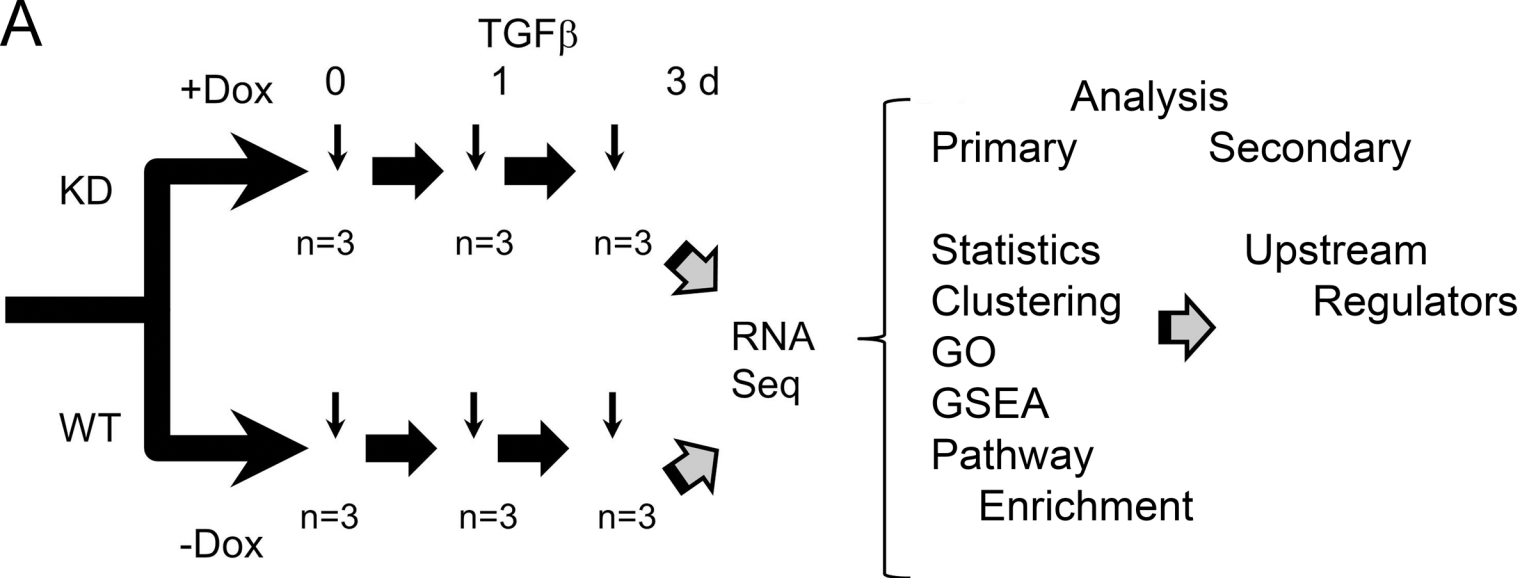 A
TGFβ
+Dox 0 1 3 d
KD
n=3 n=3 n=3
WT
n=3 n=3 n=3
-Dox
RNA
Seq
Analysis
Primary Secondary
Statistics
Clustering
GO
GSEA
Pathway
Enrichment
Upstream
Regulators